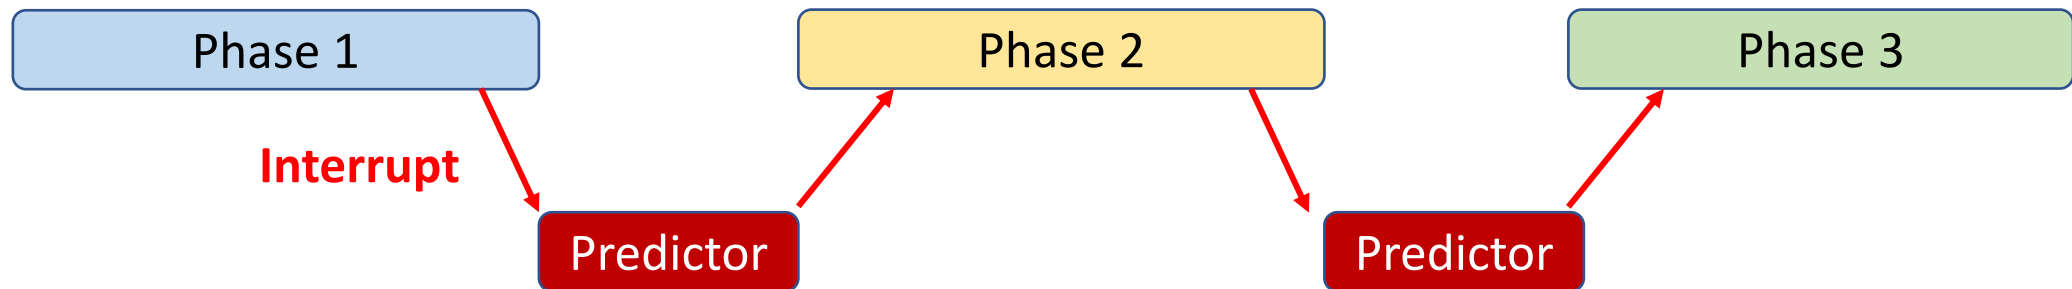 Phase 1
Phase 2
Phase 3
Interrupt
Predictor
Predictor